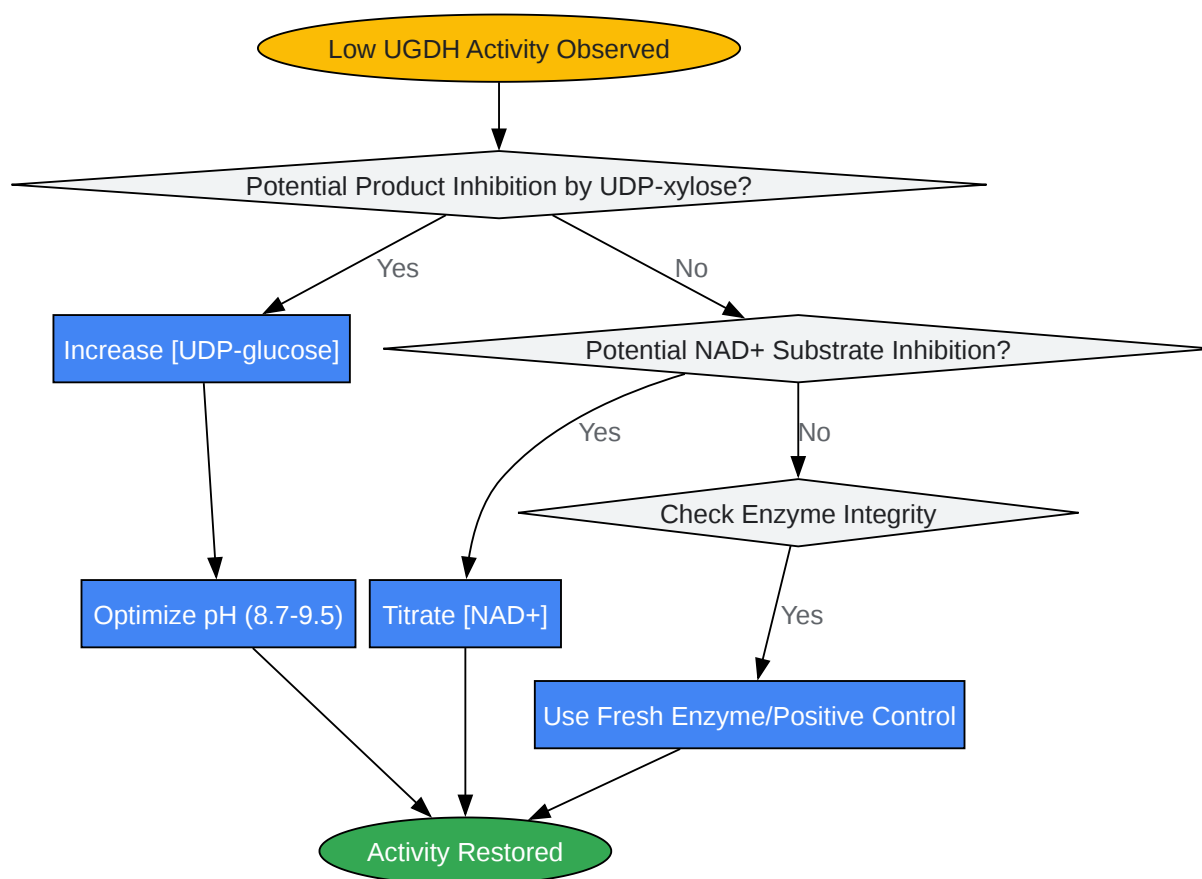 Low UGDH Activity Observed
Potential Product Inhibition by UDP-xylose?
Yes
No
Increase [UDP-glucose]
Potential NAD+ Substrate Inhibition?
Yes
No
Check Enzyme Integrity
Optimize pH (8.7-9.5)
Titrate [NAD+]
Yes
Use Fresh Enzyme/Positive Control
Activity Restored